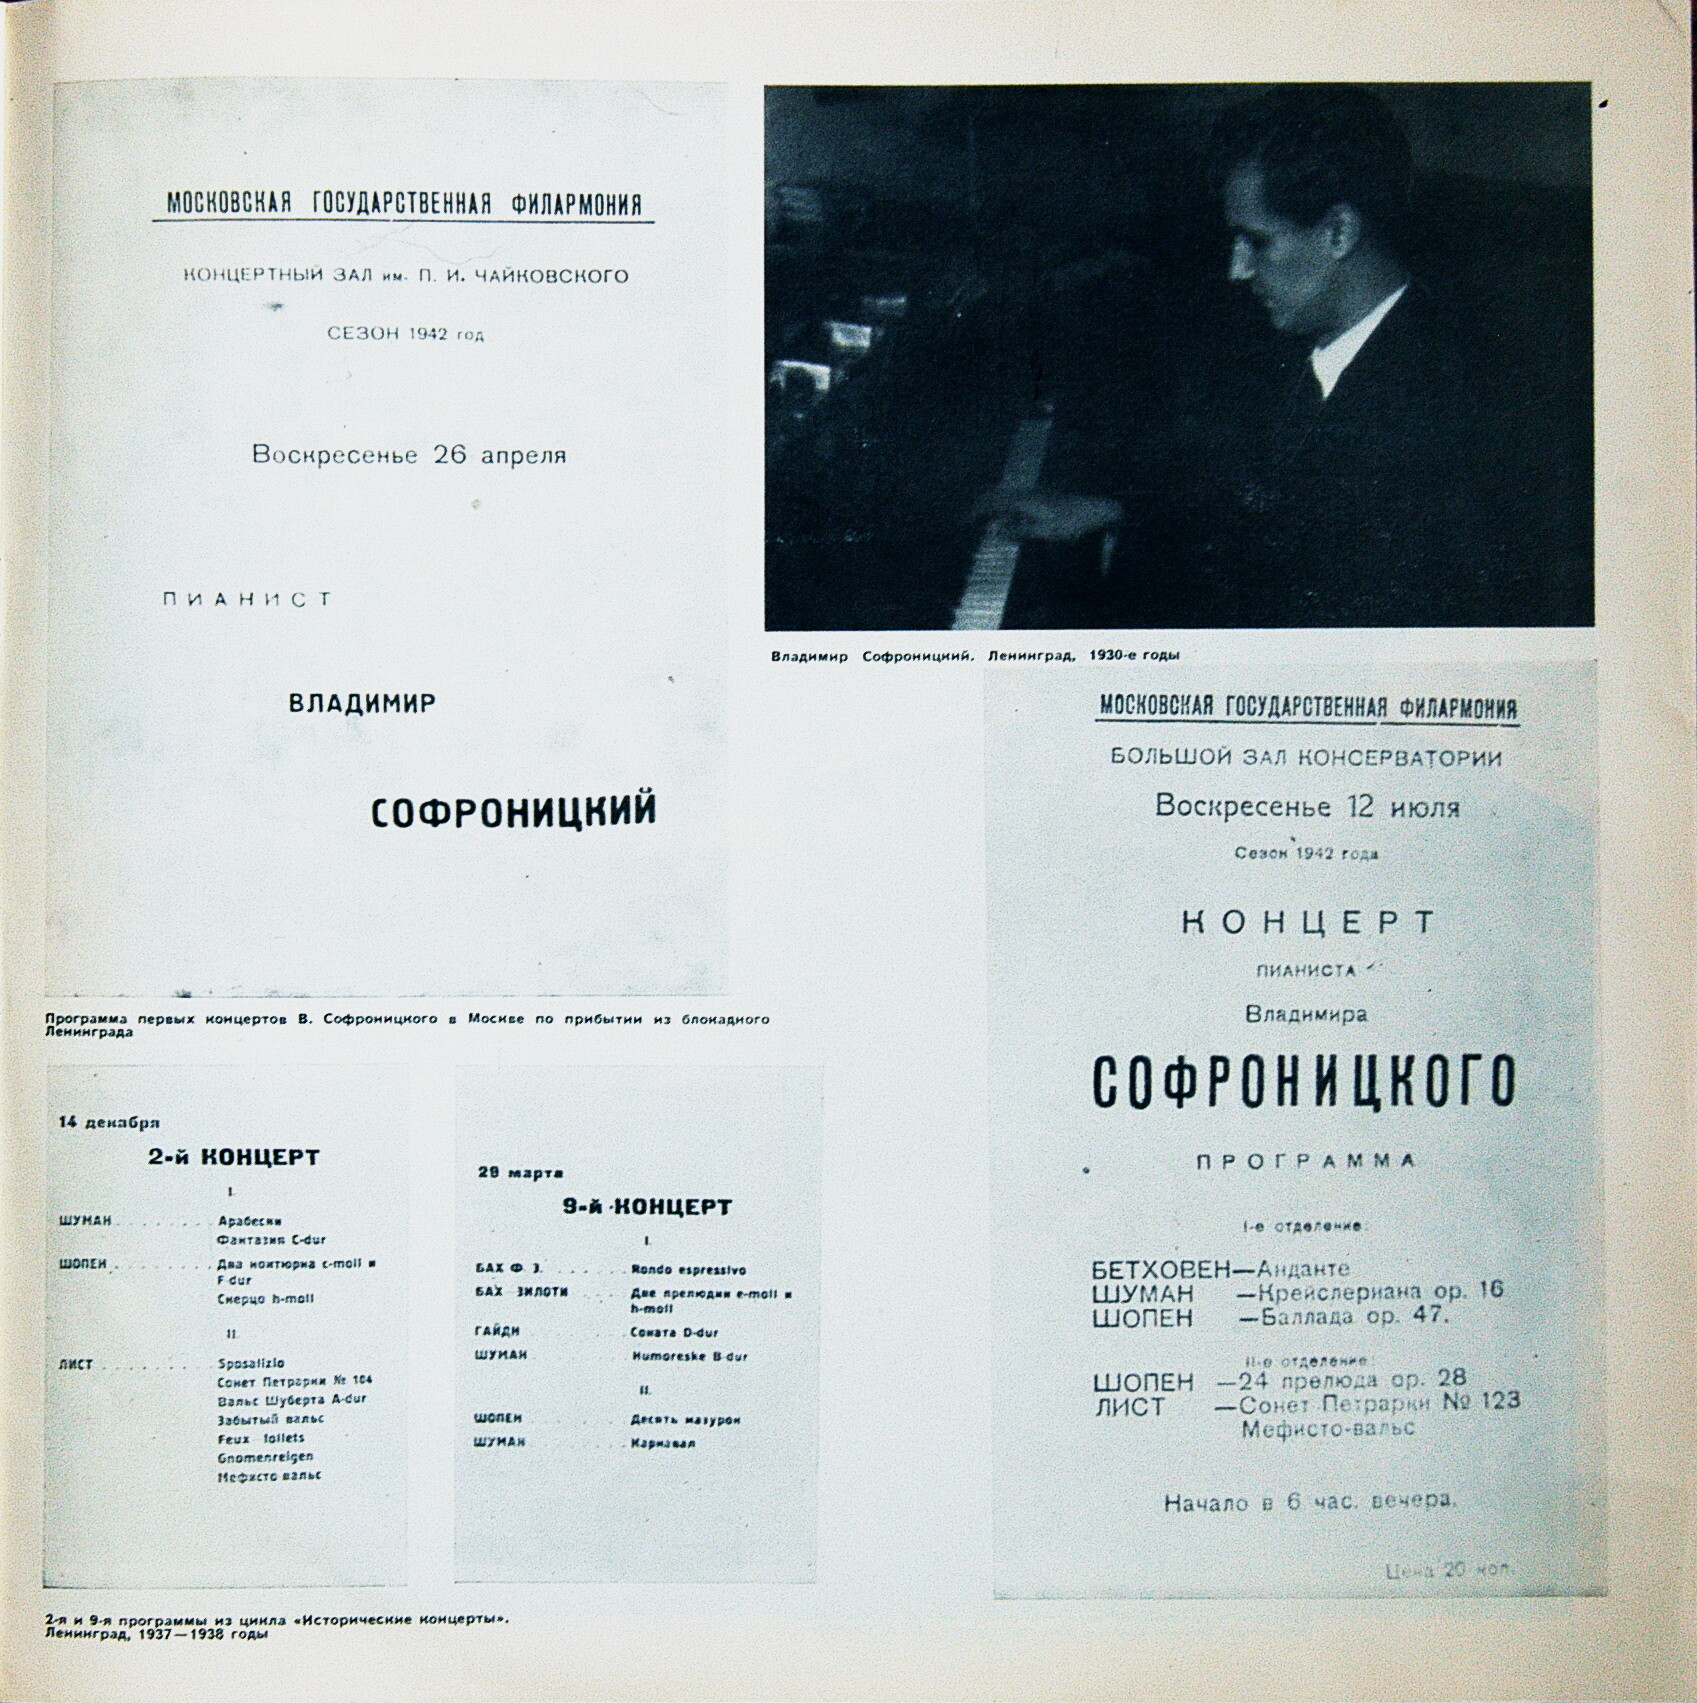 МОСКОВСКАЯ ГОСУДАРСТВЕННАЯ ФИЛАРМОНИЯ
КОНЦЕРТНЫЙ ЗАЛ им. П. И. ЧАЙКОВСКОГО
СЕЗОН 1942 год
Воскресенье 26 апреля
ПИАНИСТ
ВЛАДИМИР
СОФРОНИЦКИЙ
Программа первых концертов В. Софроницкого в Москве по прибытии из блокадного
Ленинграда
Владимир Софроницкий. Ленинград, 1930-е годы
МОСКОВСКАЯ ГОСУДАРСТВЕННАЯ ФИЛАРМОНИЯ
БОЛЬШОЙ ЗАЛ КОНСЕРВАТОРИИ
Воскресенье 12 июля
Сезон 1942 года
КОНЦЕРТ
ПИАНИСТА
Владимира
СОФРОНИЦКОГО
ПРОГРАММА
I-е отделение:
БЕТХОВЕН—Анданте
ШУМАН —Крейслериана ор. 16
ШОПЕН —Баллада ор. 47.
II-е отделение:
ШОПЕН —24 прелюда ор. 28
ЛИСТ —Сонет Петрарки № 123
Мефисто-вальс
Начало в 6 час. вечера.
Цена 20 коп.
14 декабря
2-й КОНЦЕРТ
I.
ШУМАН . . . . . . . Арабески
Фантазия C-dur
ШОПЕН . . . . . . . . Два ноктюрна c-moll и
F-dur
Скерцо h-moll
II.
ЛИСТ . . . . . . . . Sposalizio
Сонет Петрарки № 104
Вальс Шуберта A-dur
Забытый вальс
Feux follets
Gnomenreigen
Мефисто вальс
29 марта
9-й КОНЦЕРТ
I.
БАХ Ф. Э. . . . . . . Rondo espressivo
БАХ ЗИЛОТИ . . . . Две прелюдии e-moll и
h-moll
ГАЙДН . . . . Соната D-dur
ШУМАН . . . . Humoreske B-dur
II.
ШОПЕН . . . . Десять мазурок
ШУМАН . . . . Карнавал
2-я и 9-я программы из цикла «Исторические концерты».
Ленинград, 1937—1938 годы